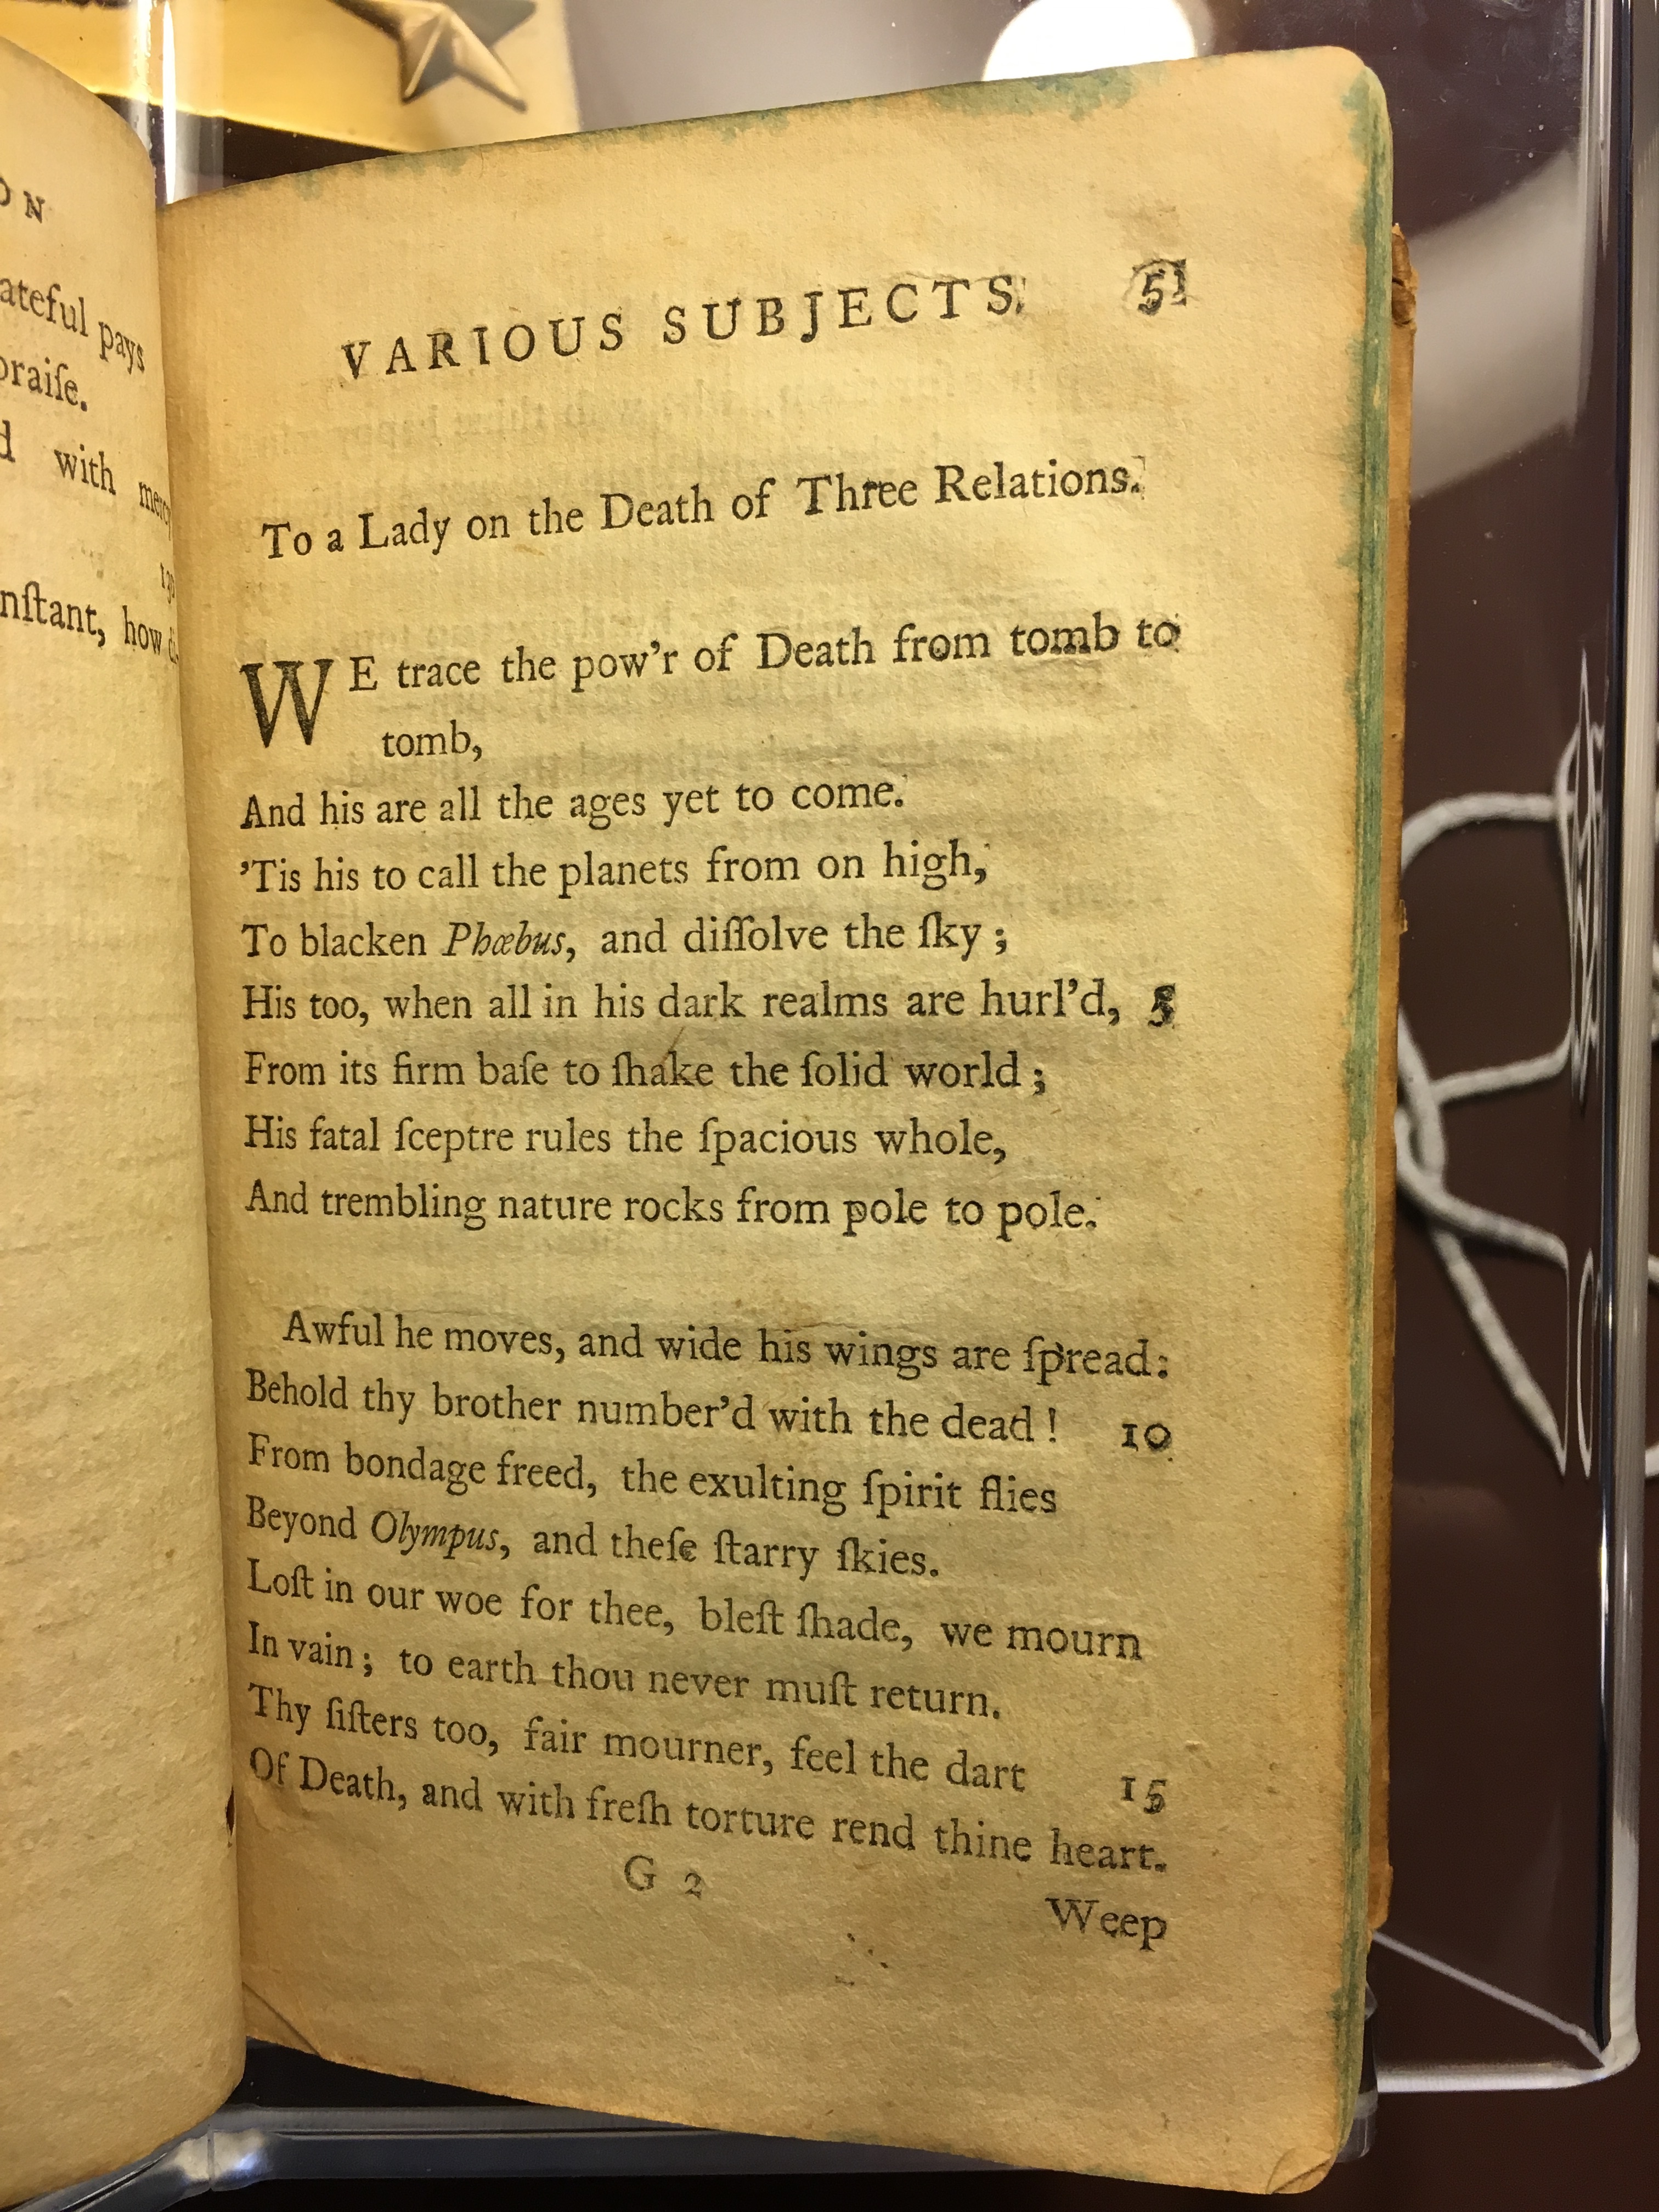 ON
ateful pays
praiſe.
with
nſtant, how
VARIOUS SUBJECTS. 51
To a Lady on the Death of Three Relations.
WE trace the pow'r of Death from tomb to
tomb,
And his are all the ages yet to come.
'Tis his to call the planets from on high,
To blacken Phœbus, and diſſolve the ſky;
His too, when all in his dark realms are hurl'd, 5
From its firm baſe to ſhake the ſolid world;
His fatal ſceptre rules the ſpacious whole,
And trembling nature rocks from pole to pole.
Awful he moves, and wide his wings are ſpread:
Behold thy brother number'd with the dead! 10
From bondage freed, the exulting ſpirit flies
Beyond Olympus, and theſe ſtarry ſkies.
Loſt in our woe for thee, bleſt ſhade, we mourn
In vain; to earth thou never muſt return.
Thy ſiſters too, fair mourner, feel the dart 15
Of Death, and with freſh torture rend thine heart.
G 2
Weep